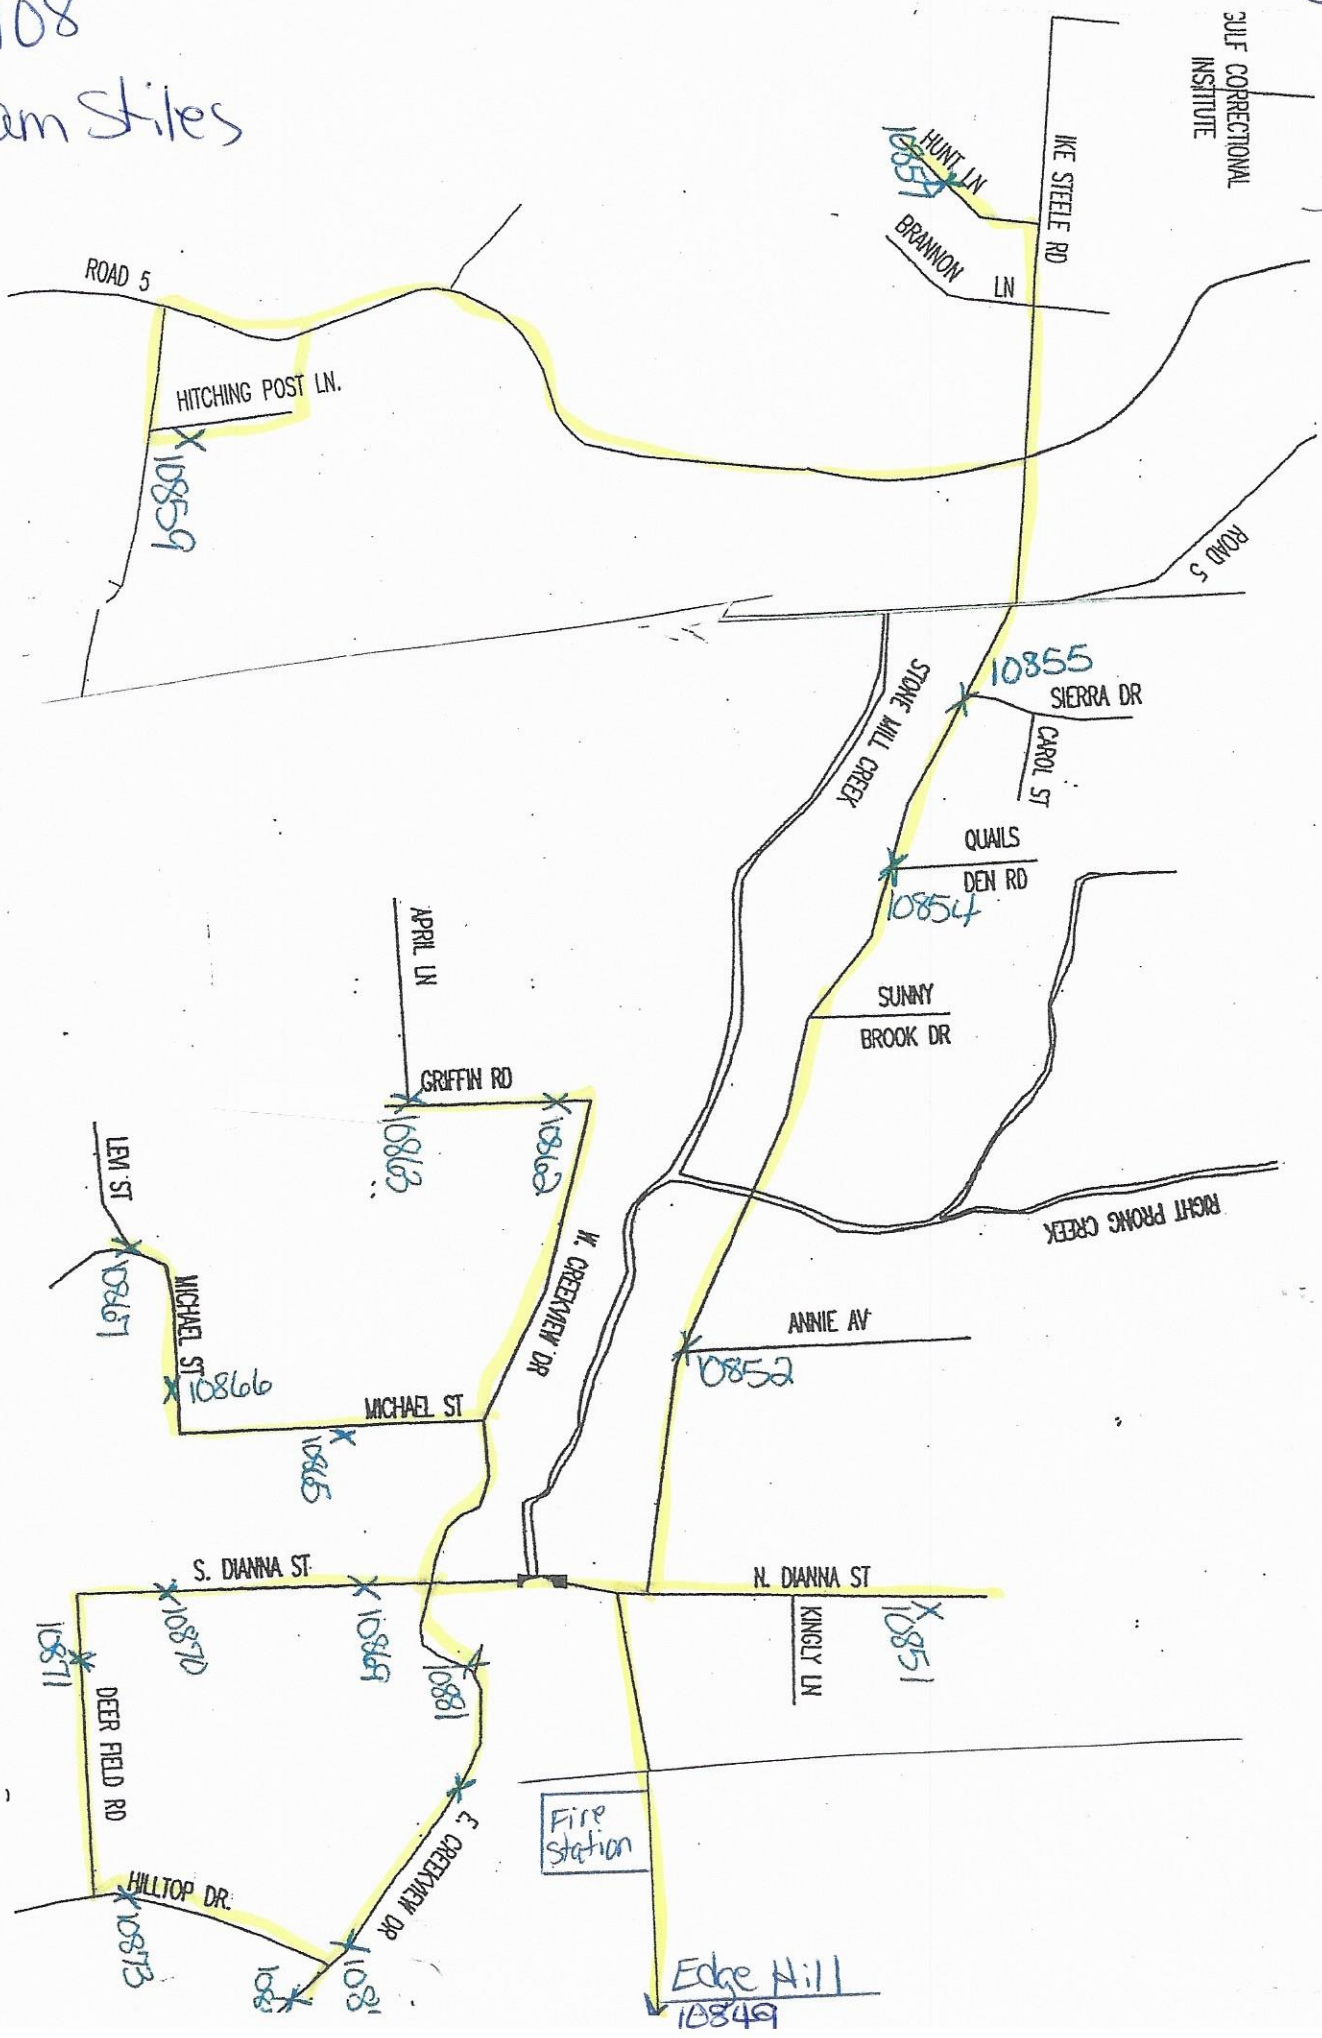 108
am Stiles
GULF CORRECTIONAL
INSTITUTE
IKE STEELE RD
HUNT LN
BRANNON LN
ROAD 5
HITCHING POST LN.
10859
ROAD 5
10855
SIERRA DR
CAROL ST
STONE MILL CREEK
QUAILS
DEN RD
10854
APRIL LN
SUNNY
BROOK DR
GRIFFIN RD
10863
10862
LEVI ST
RIGHT PRONG CREEK
W. CREEKVIEW DR
10867
MICHAEL ST
ANNIE AV
10852
10866
MICHAEL ST
10865
S. DIANNA ST
N. DIANNA ST
10871
10870
10869
10881
KINGLY LN
10851
DEER FIELD RD
Fire
Station
E. CREEKVIEW DR
HILLTOP DR.
10873
Edge Hill
10849